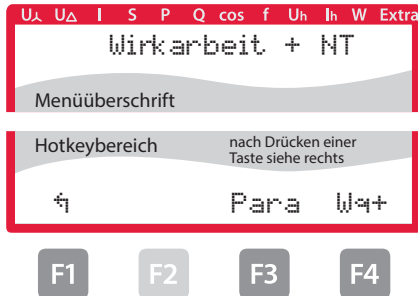 U⅄ U△ I S P Q cos f Uh Ih W Extra
Wirkarbeit + NT
Menüüberschrift
Hotkeybereich
nach Drücken einer
Taste siehe rechts
Para Wq+
F1 F2 F3 F4